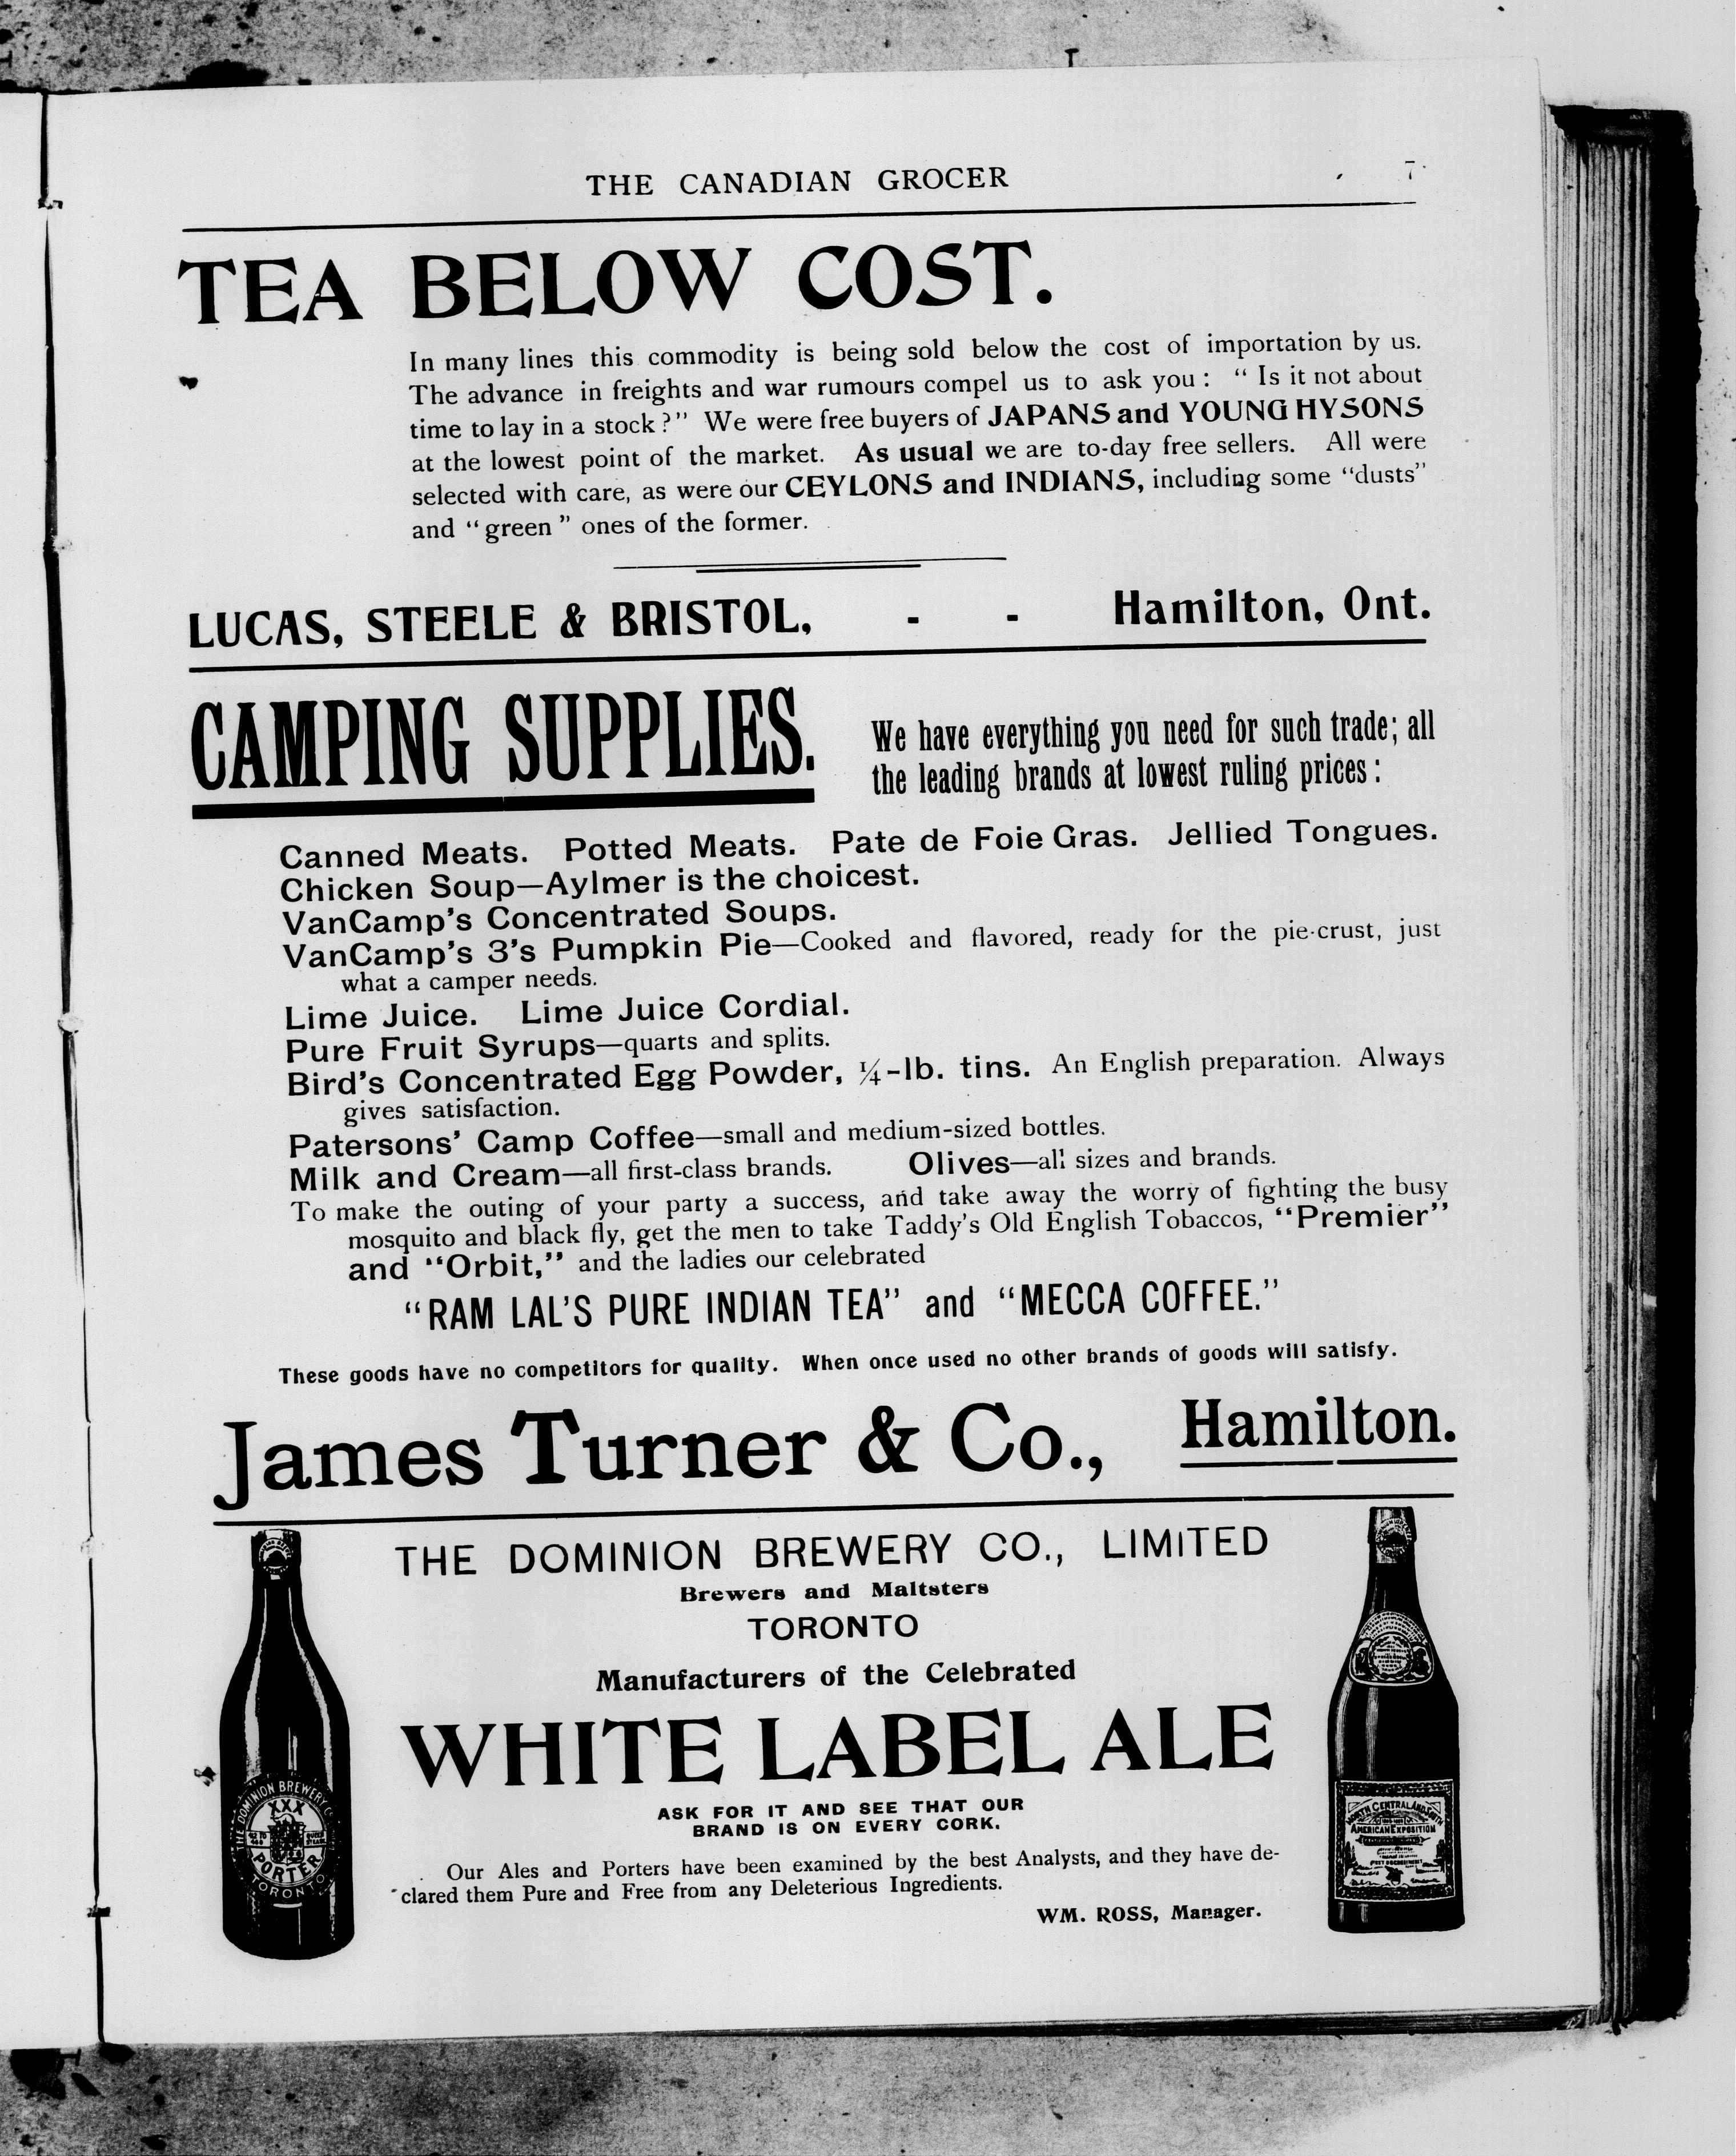 THE CANADIAN GROCER 7
TEA BELOW COST.
In many lines this commodity is being sold below the cost of importation by us.
The advance in freights and war rumours compel us to ask you: “Is it not about
time to lay in a stock?” We were free buyers of JAPANS and YOUNG HYSONS
at the lowest point of the market. As usual we are to-day free sellers. All were
selected with care, as were our CEYLONS and INDIANS, including some “dusts”
and “green” ones of the former.
LUCAS, STEELE & BRISTOL, - - Hamilton, Ont.
CAMPING SUPPLIES.
We have everything you need for such trade; all
the leading brands at lowest ruling prices:
Canned Meats. Potted Meats. Pate de Foie Gras. Jellied Tongues.
Chicken Soup—Aylmer is the choicest.
VanCamp’s Concentrated Soups.
VanCamp’s 3’s Pumpkin Pie—Cooked and flavored, ready for the pie-crust, just
what a camper needs.
Lime Juice. Lime Juice Cordial.
Pure Fruit Syrups—quarts and splits.
Bird’s Concentrated Egg Powder, ¼-lb. tins. An English preparation. Always
gives satisfaction.
Patersons’ Camp Coffee—small and medium-sized bottles.
Milk and Cream—all first-class brands. Olives—all sizes and brands.
To make the outing of your party a success, and take away the worry of fighting the busy
mosquito and black fly, get the men to take Taddy’s Old English Tobaccos, “Premier”
and “Orbit,” and the ladies our celebrated
“RAM LAL’S PURE INDIAN TEA” and “MECCA COFFEE.”
These goods have no competitors for quality. When once used no other brands of goods will satisfy.
James Turner & Co., Hamilton.
THE DOMINION BREWERY CO., LIMITED
Brewers and Maltsters
TORONTO
Manufacturers of the Celebrated
WHITE LABEL ALE
ASK FOR IT AND SEE THAT OUR
BRAND IS ON EVERY CORK.
Our Ales and Porters have been examined by the best Analysts, and they have de-
clared them Pure and Free from any Deleterious Ingredients.
WM. ROSS, Manager.
DOMINION BREWERY
XXX
PORTER
TORONTO
NORTH CENTRAL AND SOUTH
AMERICAN EXPOSITION